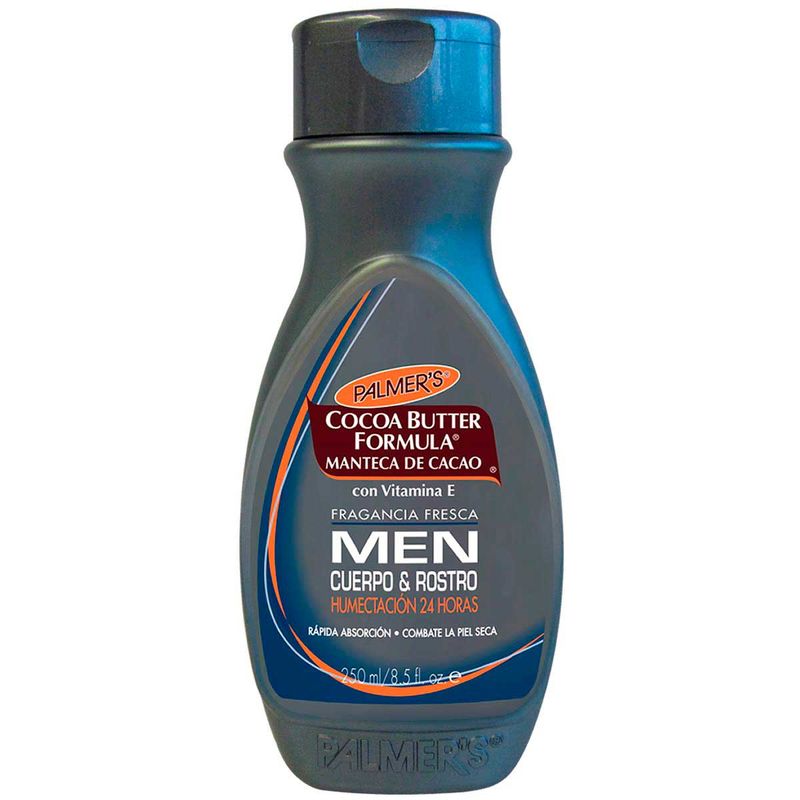 PALMER'S®
COCOA BUTTER
FORMULA®
MANTECA DE CACAO ®
con Vitamina E
FRAGANCIA FRESCA
MEN
CUERPO & ROSTRO
HUMECTACIÓN 24 HORAS
RÁPIDA ABSORCIÓN • COMBATE LA PIEL SECA
250 ml/8.5 fl. oz. ℮
PALMER'S